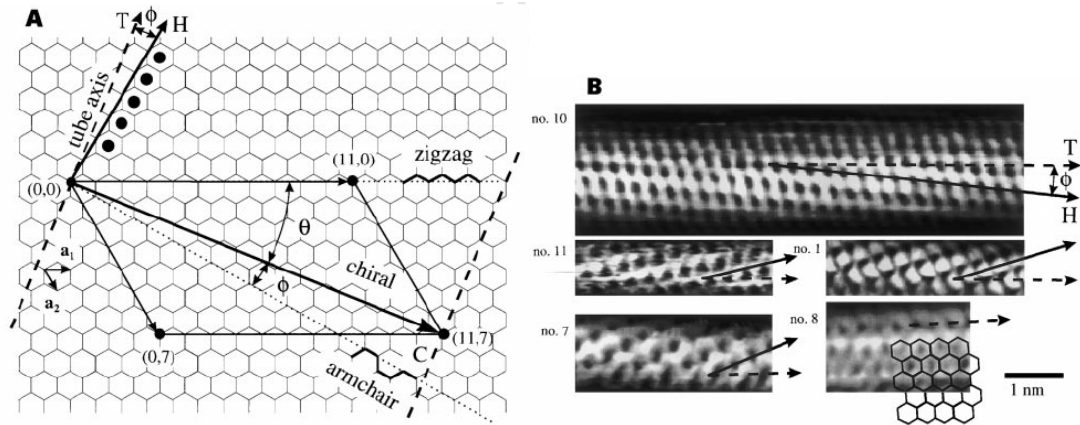 A
T
ϕ
H
tube axis
(0,0)
(11,0)
zigzag
θ
a₁
a₂
chiral
ϕ
(0,7)
C
(11,7)
armchair
B
no. 10
T
ϕ
H
no. 11
no. 1
no. 7
no. 8
1 nm